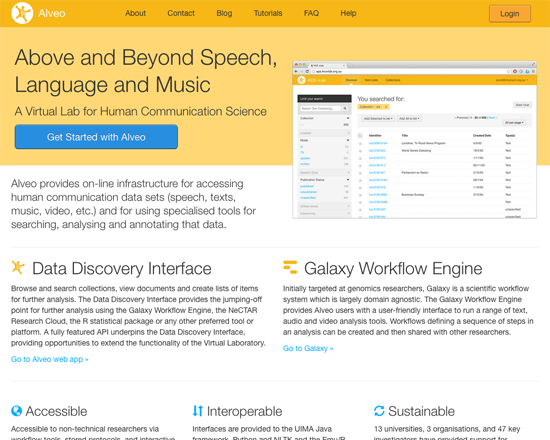 Alveo About Contact Blog Tutorials FAQ Help Login
Above and Beyond Speech,
Language and Music
A Virtual Lab for Human Communication Science
Get Started with Alveo
You searched for:
Alveo provides on-line infrastructure for accessing
human communication data sets (speech, texts,
music, video, etc.) and for using specialised tools for
searching, analysing and annotating that data.
Identifier Title Created Date Type(s)
Data Discovery Interface
Browse and search collections, view documents and create lists of items
for further analysis. The Data Discovery Interface provides the jumping-off
point for further analysis using the Galaxy Workflow Engine, the NeCTAR
Research Cloud, the R statistical package or any other preferred tool or
platform. A fully featured API underpins the Data Discovery Interface,
providing opportunities to extend the functionality of the Virtual Laboratory.
Go to Alveo web app »
Galaxy Workflow Engine
Initially targeted at genomics researchers, Galaxy is a scientific workflow
system which is largely domain agnostic. The Galaxy Workflow Engine
provides Alveo users with a user-friendly interface to run a range of text,
audio and video analysis tools. Workflows defining a sequence of steps in
an analysis can be created and then shared with other researchers.
Go to Galaxy »
Accessible
Accessible to non-technical researchers via
workflow tools, stored protocols, and interactive
Interoperable
Interfaces are provided to the UIMA Java
framework, Python and NLTK and the Emu/R
Sustainable
13 universities, 3 organisations, and 47 key
investigators have provided support for